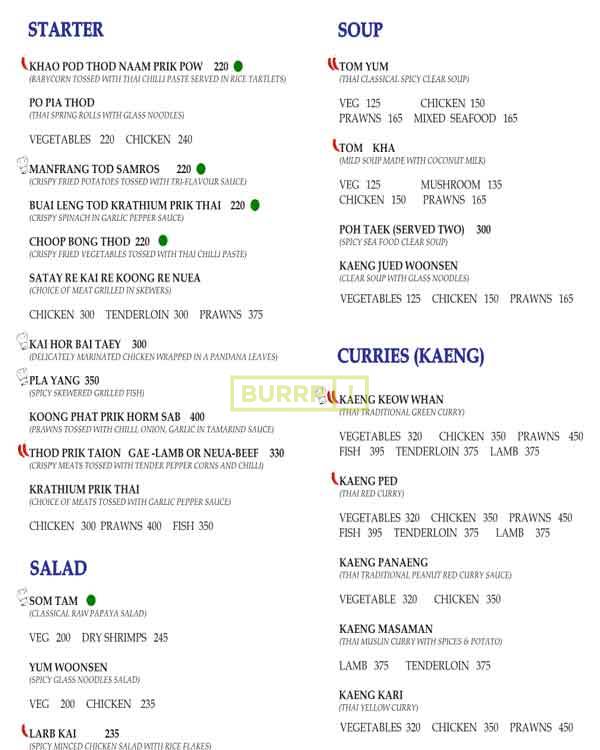 STARTER
KHAO POD THOD NAAM PRIK POW 220
(BABYCORN TOSSED WITH THAI CHILLI PASTE SERVED IN RICE TARTLETS)
PO PIA THOD
(THAI SPRING ROLLS WITH GLASS NOODLES)
VEGETABLES 220 CHICKEN 240
MANFRANG TOD SAMROS 220
(CRISPY FRIED POTATOES TOSSED WITH TRI-FLAVOUR SAUCE)
BUAI LENG TOD KRATHIUM PRIK THAI 220
(CRISPY SPINACH IN GARLIC PEPPER SAUCE)
CHOOP BONG THOD 220
(CRISPY FRIED VEGETABLES TOSSED WITH THAI CHILLI PASTE)
SATAY RE KAI RE KOONG RE NUEA
(CHOICE OF MEAT GRILLED IN SKEWERS)
CHICKEN 300 TENDERLOIN 300 PRAWNS 375
KAI HOR BAI TAEY 300
(DELICATELY MARINATED CHICKEN WRAPPED IN A PANDANA LEAVES)
PLA YANG 350
(SPICY SKEWERED GRILLED FISH)
KOONG PHAT PRIK HORM SAB 400
(PRAWNS TOSSED WITH CHILLI, ONION, GARLIC IN TAMARIND SAUCE)
THOD PRIK TAION GAE -LAMB OR NEUA-BEEF 330
(CRISPY MEATS TOSSED WITH TENDER PEPPER CORNS AND CHILLI)
KRATHIUM PRIK THAI
(CHOICE OF MEATS TOSSED WITH GARLIC PEPPER SAUCE)
CHICKEN 300 PRAWNS 400 FISH 350
SALAD
SOM TAM
(CLASSICAL RAW PAPAYA SALAD)
VEG 200 DRY SHRIMPS 245
YUM WOONSEN
(SPICY GLASS NOODLES SALAD)
VEG 200 CHICKEN 235
LARB KAI 235
(SPICY MINCED CHICKEN SALAD WITH RICE FLAKES)
SOUP
TOM YUM
(THAI CLASSICAL SPICY CLEAR SOUP)
VEG 125 CHICKEN 150
PRAWNS 165 MIXED SEAFOOD 165
TOM KHA
(MILD SOUP MADE WITH COCONUT MILK)
VEG 125 MUSHROOM 135
CHICKEN 150 PRAWNS 165
POH TAEK (SERVED TWO) 300
(SPICY SEA FOOD CLEAR SOUP)
KAENG JUED WOONSEN
(CLEAR SOUP WITH GLASS NOODLES)
VEGETABLES 125 CHICKEN 150 PRAWNS 165
CURRIES (KAENG)
BURRRP
KAENG KEOW WHAN
(THAI TRADITIONAL GREEN CURRY)
VEGETABLES 320 CHICKEN 350 PRAWNS 450
FISH 395 TENDERLOIN 375 LAMB 375
KAENG PED
(THAI RED CURRY)
VEGETABLES 320 CHICKEN 350 PRAWNS 450
FISH 395 TENDERLOIN 375 LAMB 375
KAENG PANAENG
(THAI TRADITIONAL PEANUT RED CURRY SAUCE)
VEGETABLE 320 CHICKEN 350
KAENG MASAMAN
(THAI MUSLIN CURRY WITH SPICES & POTATO)
LAMB 375 TENDERLOIN 375
KAENG KARI
(THAI YELLOW CURRY)
VEGETABLES 320 CHICKEN 350 PRAWNS 450